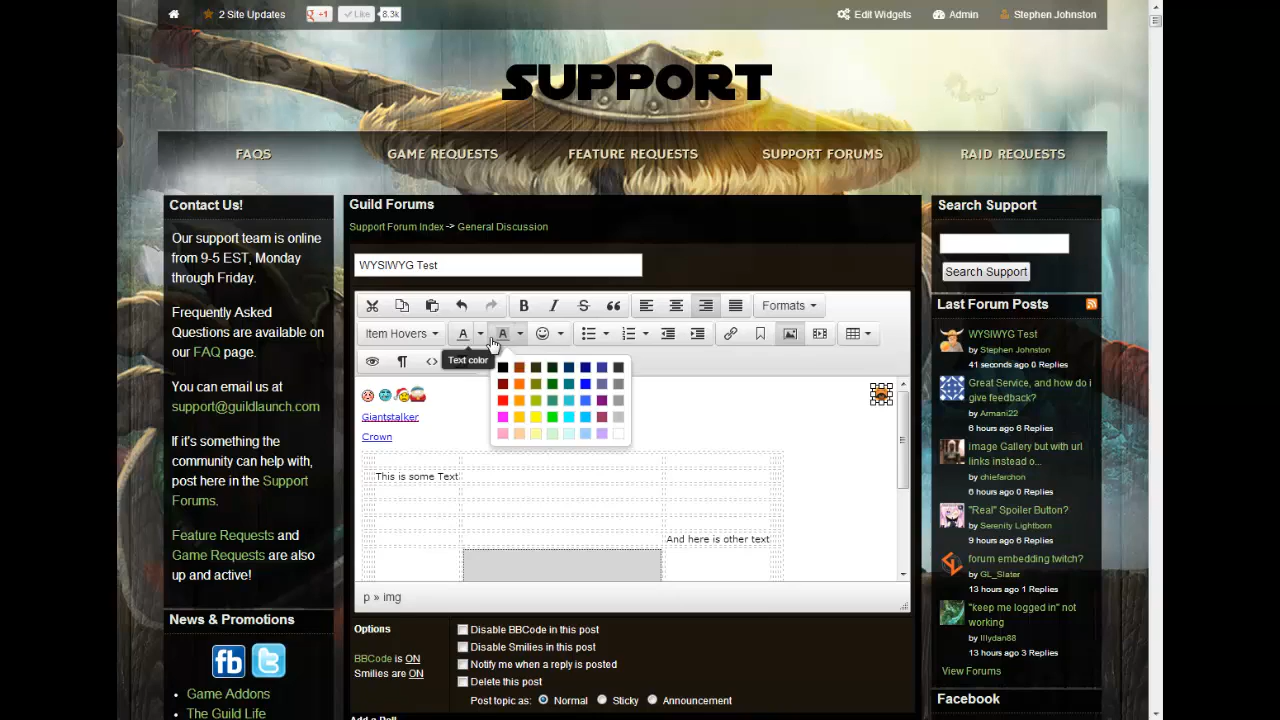 2 Site Updates
+1
Like
8.3k
Edit Widgets
Admin
Stephen Johnston
SUPPORT
FAQS
GAME REQUESTS
FEATURE REQUESTS
SUPPORT FORUMS
RAID REQUESTS
Contact Us!
Our support team is online
from 9-5 EST, Monday
through Friday.
Frequently Asked
Questions are available on
our FAQ page.
You can email us at
support@guildlaunch.com
If it's something the
community can help with,
post here in the Support
Forums.
Feature Requests and
Game Requests are also
up and active!
News & Promotions
fb
Game Addons
The Guild Life
Guild Forums
Support Forum Index -> General Discussion
WYSIWYG Test
Formats
Item Hovers
A
A
Text color
Giantstalker
Crown
This is some Text
And here is other text
p » img
Options
BBCode is ON
Smilies are ON
Disable BBCode in this post
Disable Smilies in this post
Notify me when a reply is posted
Delete this post
Post topic as: Normal Sticky Announcement
Add a Poll
Search Support
Search Support
Last Forum Posts
WYSIWYG Test
by Stephen Johnston
41 seconds ago 0 Replies
Great Service, and how do i
give feedback?
by Armani22
6 hours ago 6 Replies
image Gallery but with url
links instead o...
by chiefarchon
6 hours ago 0 Replies
"Real" Spoiler Button?
by Serenity Lightborn
9 hours ago 6 Replies
forum embedding twitch?
by GL_Slater
13 hours ago 1 Replies
"keep me logged in" not
working
by Illydan88
13 hours ago 3 Replies
View Forums
Facebook